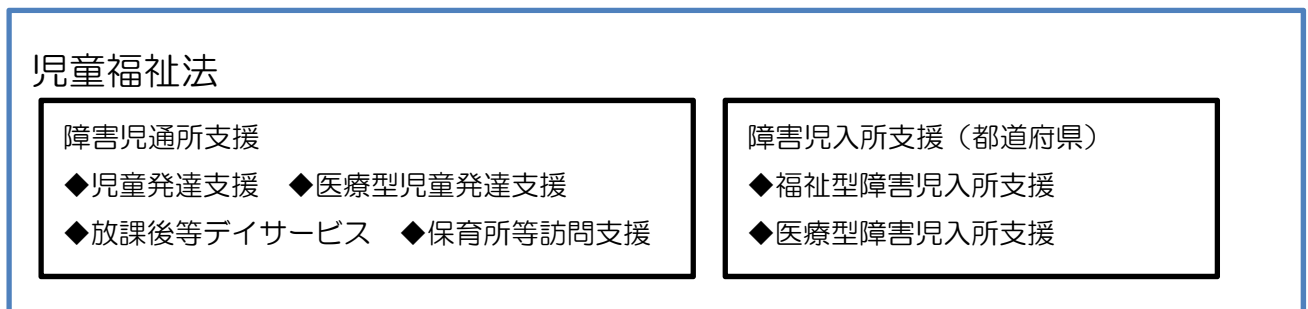 児童福祉法
障害児通所支援
◆児童発達支援　◆医療型児童発達支援
◆放課後等デイサービス　◆保育所等訪問支援
障害児入所支援（都道府県）
◆福祉型障害児入所支援
◆医療型障害児入所支援